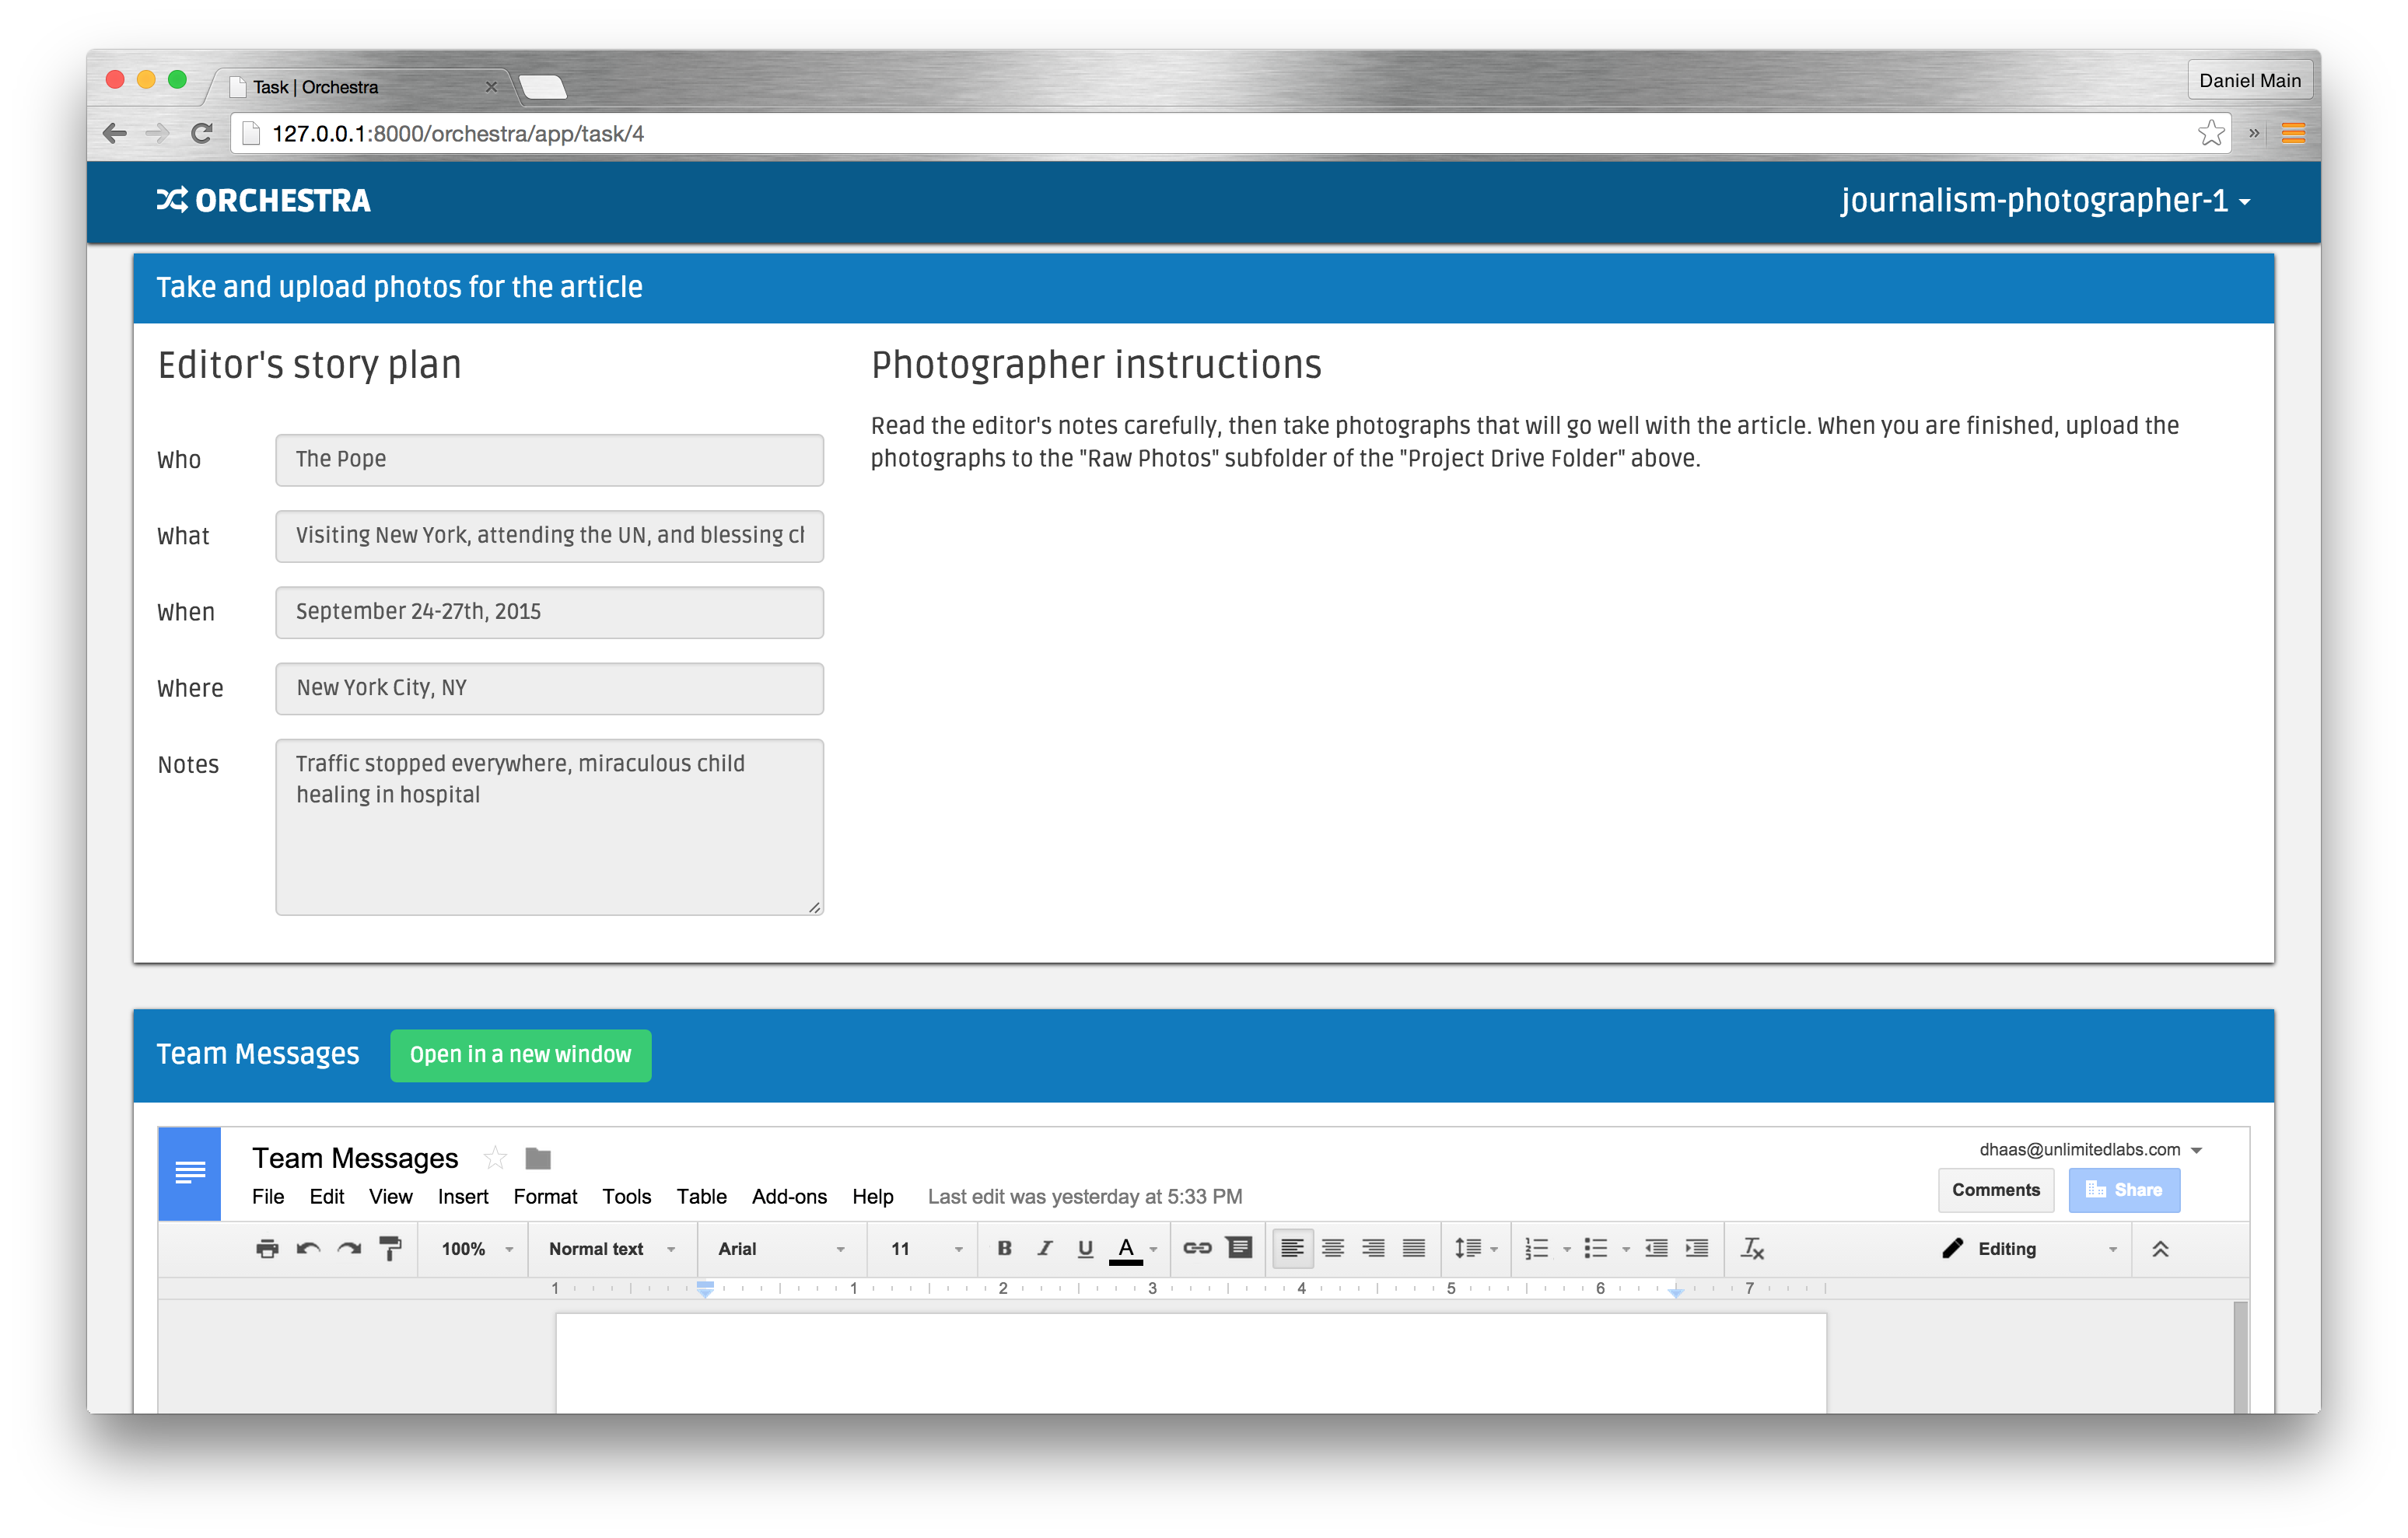 Task | Orchestra
Daniel Main
127.0.0.1:8000/orchestra/app/task/4
ORCHESTRA
journalism-photographer-1
Take and upload photos for the article
Editor's story plan
Who
The Pope
What
Visiting New York, attending the UN, and blessing cl
When
September 24-27th, 2015
Where
New York City, NY
Notes
Traffic stopped everywhere, miraculous child
healing in hospital
Photographer instructions
Read the editor's notes carefully, then take photographs that will go well with the article. When you are finished, upload the
photographs to the "Raw Photos" subfolder of the "Project Drive Folder" above.
Team Messages
Open in a new window
Team Messages
dhaas@unlimitedlabs.com
File Edit View Insert Format Tools Table Add-ons Help Last edit was yesterday at 5:33 PM
Comments
Share
100% Normal text Arial 11 B I U A Editing
1 1 2 3 4 5 6 7